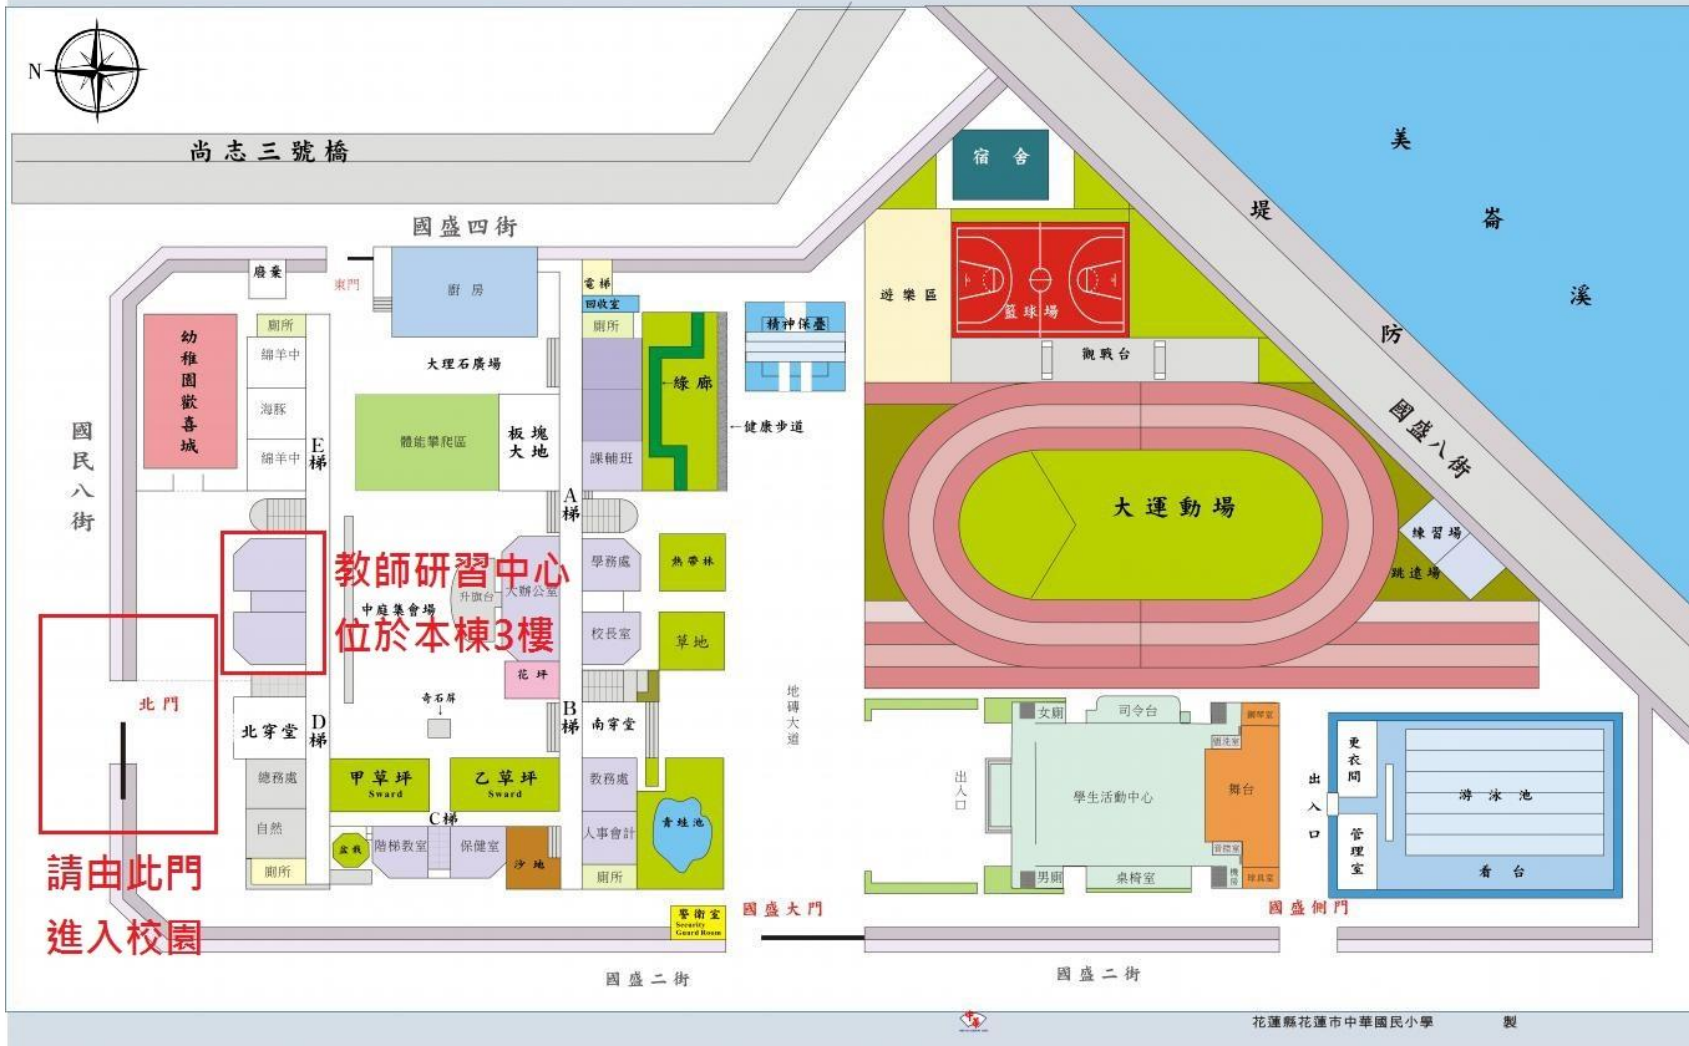 N
尚志三號橋
國盛四街
美崙溪
堤防
國盛八街
宿舍
遊樂區
籃球場
觀戰台
廢棄
東門
廚房
電梯
回收室
廁所
精神保壘
幼稚園歡喜城
廁所
綿羊中
海豚
綿羊中
E梯
大理石廣場
體能攀爬區
板塊
大地
課輔班
←綠廊
←健康步道
國民八街
A梯
大運動場
練習場
跳遠場
教師研習中心
位於本棟3樓
中庭集會場
升旗台
大辦公室
學務處
熱帶林
校長室
草地
花坪
北門
奇石屏
↓
北穿堂
D梯
B梯
南穿堂
地磚大道
總務處
甲草坪
Sward
乙草坪
Sward
教務處
C梯
自然
盆栽
階梯教室
保健室
沙地
人事會計
青蛙池
廁所
廁所
女廁
司令台
鋼琴室
舞台
學生活動中心
出入口
音控室
機房
男廁
桌椅室
更衣間
出入口
管理室
游泳池
看台
請由此門
進入校園
警衛室
Security
Guard Room
國盛大門
國盛側門
國盛二街
國盛二街
中華
花蓮縣花蓮市中華國民小學 製